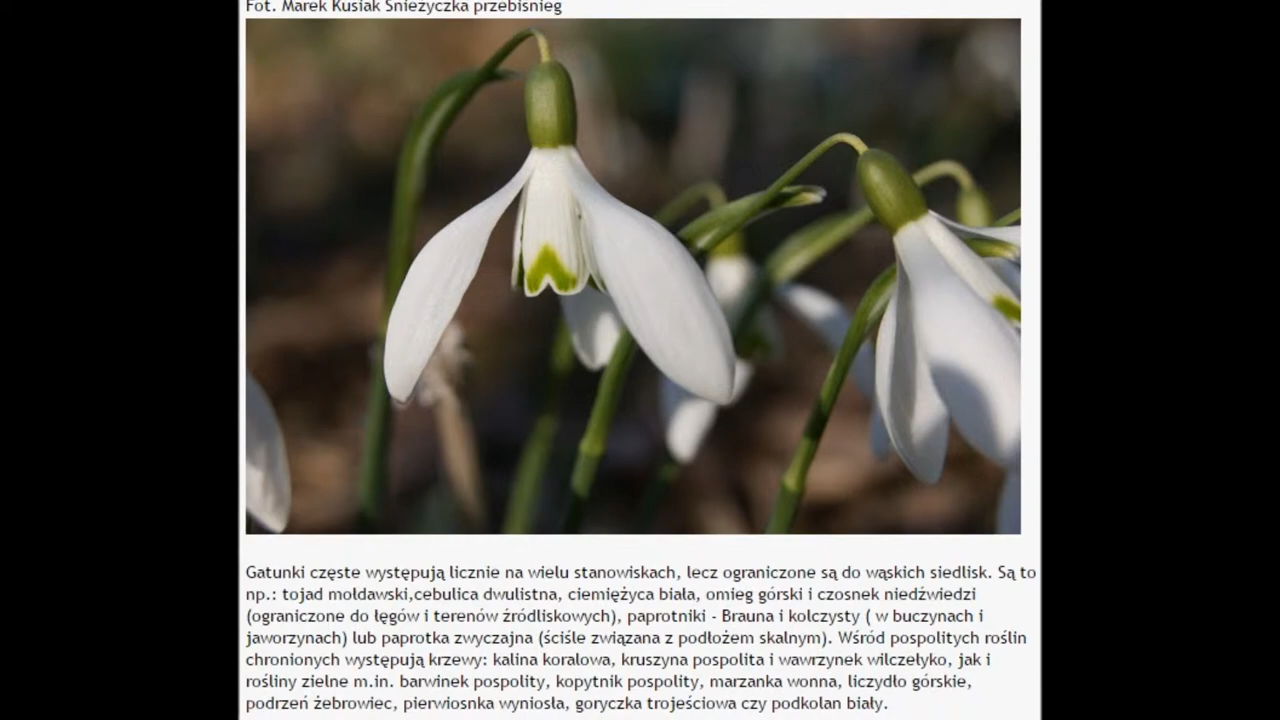 Fot. Marek Kusiak Śnieżyczka przebiśnieg
Gatunki częste występują licznie na wielu stanowiskach, lecz ograniczone są do wąskich siedlisk. Są to
np.: tojad mołdawski,cebulica dwulistna, ciemiężyca biała, omieg górski i czosnek niedźwiedzi
(ograniczone do łęgów i terenów źródliskowych), paprotniki - Brauna i kolczysty ( w buczynach i
jaworzynach) lub paprotka zwyczajna (ściśle związana z podłożem skalnym). Wśród pospolitych roślin
chronionych występują krzewy: kalina koralowa, kruszyna pospolita i wawrzynek wilczełyko, jak i
rośliny zielne m.in. barwinek pospolity, kopytnik pospolity, marzanka wonna, liczydło górskie,
podrzeń żebrowiec, pierwiosnka wyniosła, goryczka trojeściowa czy podkolan biały.